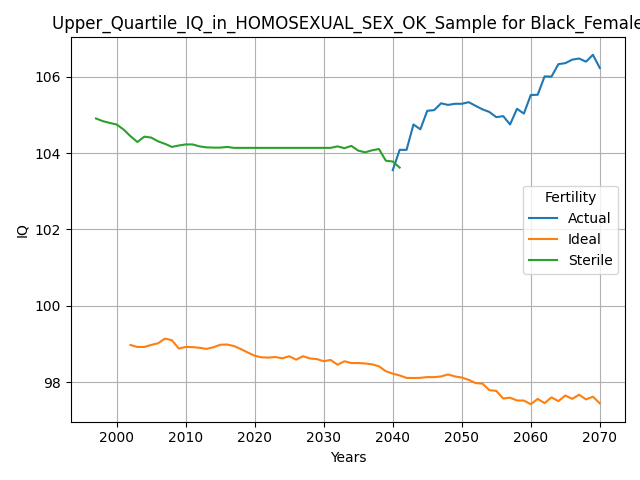 Upper_Quartile_IQ_in_HOMOSEXUAL_SEX_OK_Sample for Black_Female
106
104
102
100
98
IQ
Fertility
Actual
Ideal
Sterile
2000 2010 2020 2030 2040 2050 2060 2070
Years